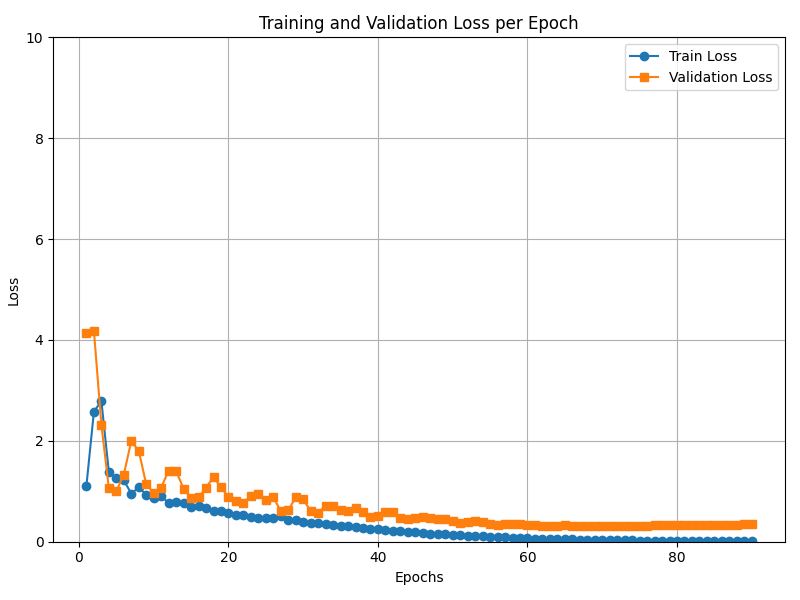 Training and Validation Loss per Epoch
Train Loss
Validation Loss
10
8
6
4
2
0
Loss
0 20 40 60 80
Epochs